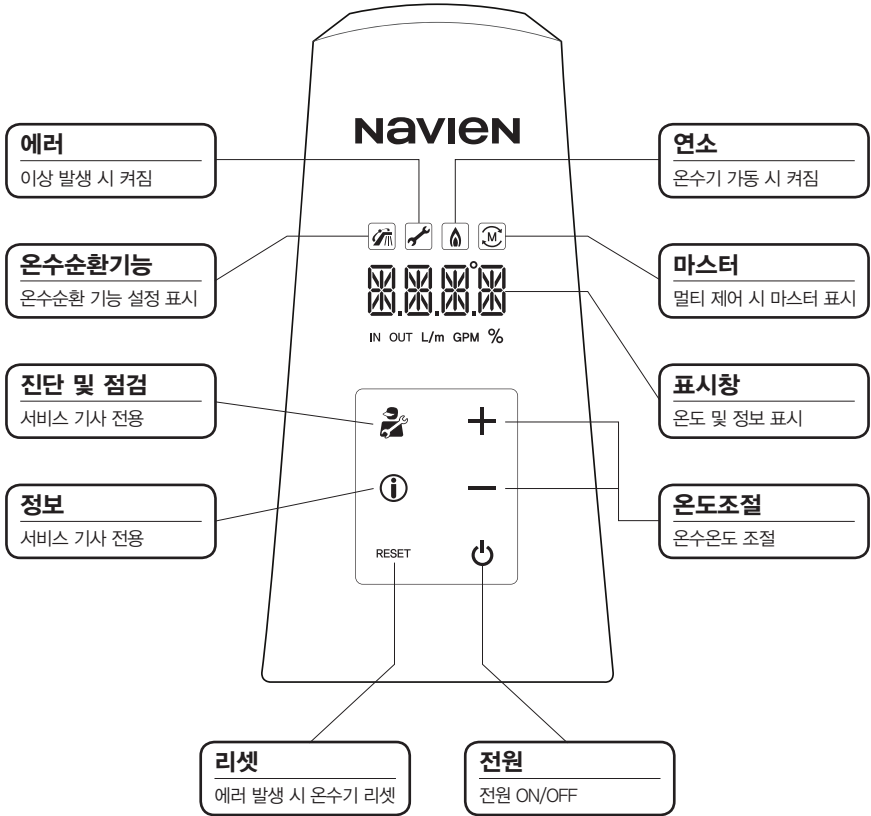 NAVIEN
에러
이상 발생 시 켜짐
연소
온수기 가동 시 켜짐
M
온수순환기능
온수순환 기능 설정 표시
마스터
멀티 제어 시 마스터 표시
IN OUT L/m GPM %
진단 및 점검
서비스 기사 전용
표시창
온도 및 정보 표시
정보
서비스 기사 전용
온도조절
온수온도 조절
RESET
리셋
에러 발생 시 온수기 리셋
전원
전원 ON/OFF